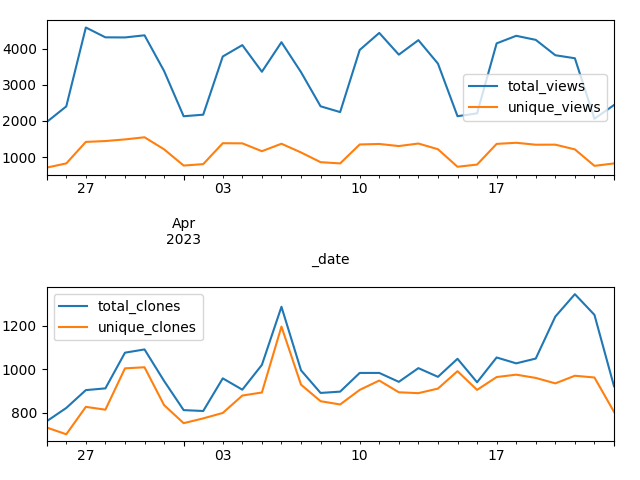 4000
3000
2000
1000
total_views
unique_views
27 03 10 17
Apr
2023
_date
1200
1000
800
total_clones
unique_clones
27 03 10 17